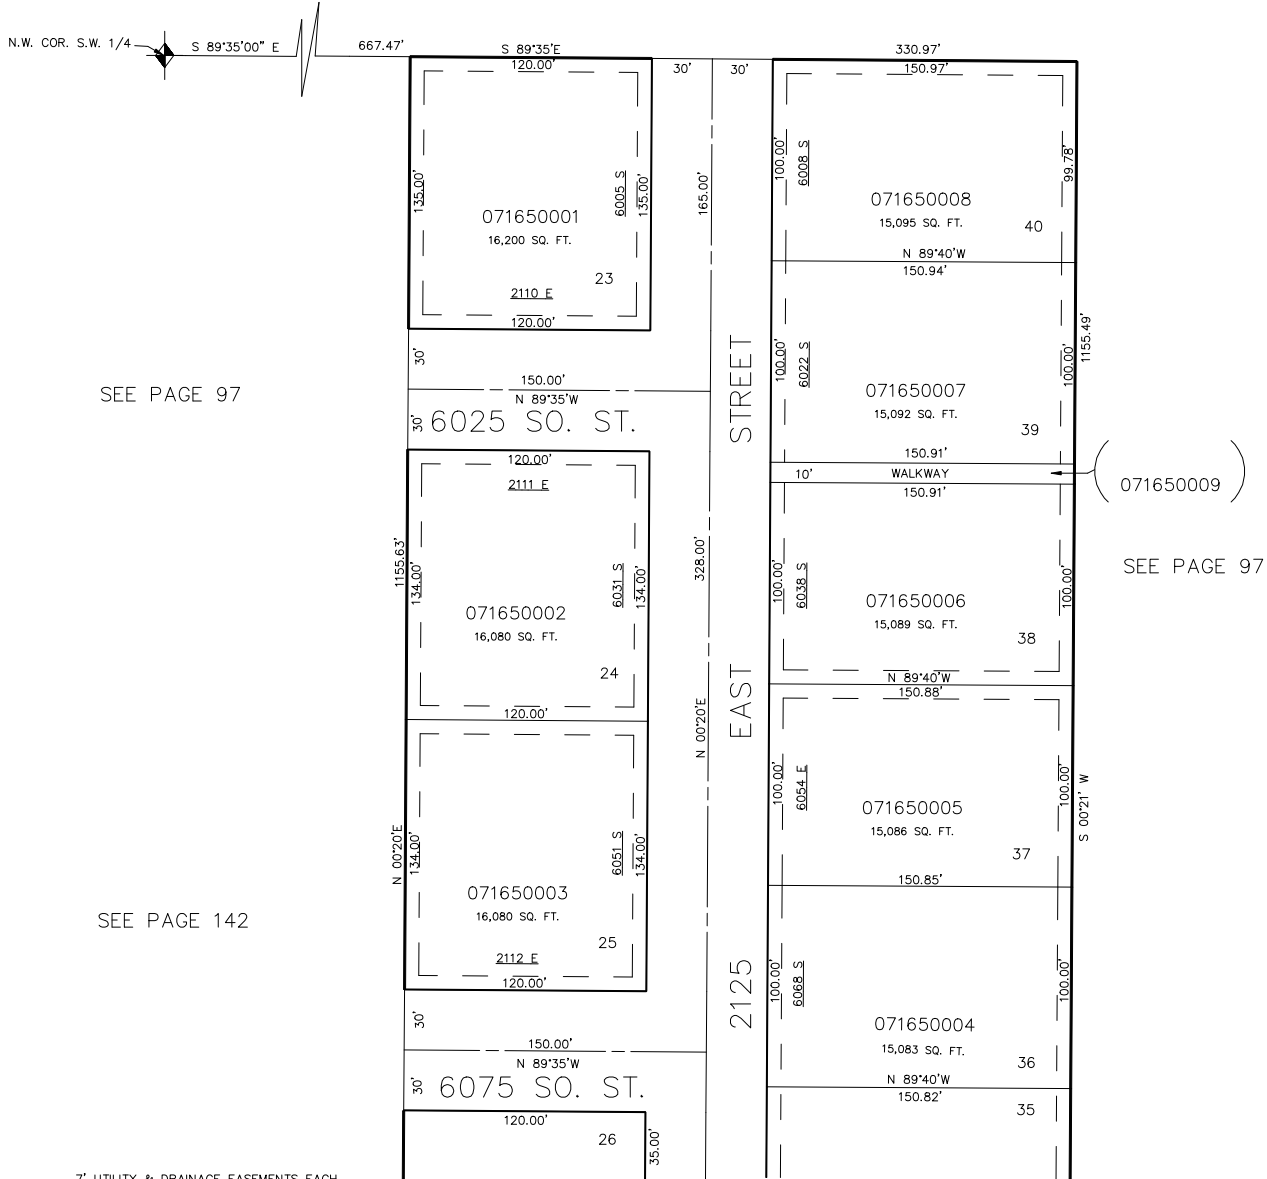 N.W. COR. S.W. 1/4
S 89°35'00" E
667.47'
S 89°35'E
120.00'
30'
30'
330.97'
150.97'
135.00'
6005 S
135.00'
071650001
16,200 SQ. FT.
23
2110 E
120.00'
165.00'
100.00'
6008 S
99.78'
071650008
15,095 SQ. FT.
40
N 89°40'W
150.94'
30'
150.00'
N 89°35'W
SEE PAGE 97
30'
6025 SO. ST.
STREET
100.00'
6022 S
071650007
15,092 SQ. FT.
39
100.00'
1155.49'
150.91'
10'
WALKWAY
150.91'
071650009
120.00'
2111 E
1155.63'
134.00'
6031 S
134.00'
071650002
16,080 SQ. FT.
24
120.00'
328.00'
N 00°20'E
EAST
100.00'
6038 S
071650006
15,089 SQ. FT.
38
100.00'
SEE PAGE 97
N 89°40'W
150.88'
N 00°20'E
134.00'
6051 S
134.00'
071650003
16,080 SQ. FT.
25
2112 E
120.00'
100.00'
6054 E
071650005
15,086 SQ. FT.
37
100.00'
S 00°21' W
150.85'
SEE PAGE 142
2125
100.00'
6068 S
071650004
15,083 SQ. FT.
36
100.00'
30'
150.00'
N 89°35'W
30'
6075 SO. ST.
N 89°40'W
150.82'
35
120.00'
26
35.00'
7' UTILITY & DRAINAGE EASEMENTS EACH